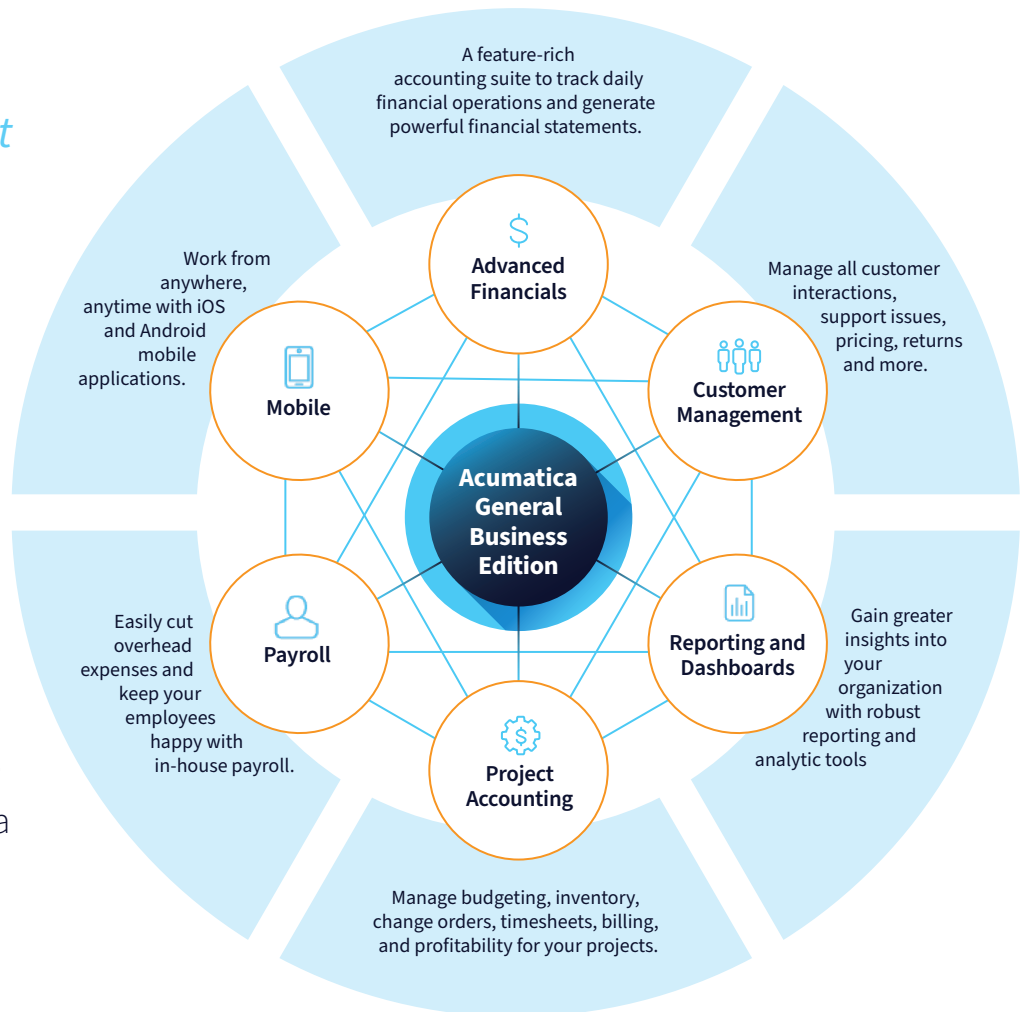 A feature-rich
accounting suite to track daily
financial operations and generate
powerful financial statements.
t
Advanced
Financials
Work from
anywhere,
anytime with iOS
and Android
mobile
applications.
Mobile
Manage all customer
interactions,
support issues,
pricing, returns
and more.
Customer
Management
Acumatica
General
Business
Edition
Easily cut
overhead
expenses and
keep your
employees
happy with
in-house payroll.
Payroll
Reporting and
Dashboards
Gain greater
insights into
your
organization
with robust
reporting and
analytic tools
Project
Accounting
a
Manage budgeting, inventory,
change orders, timesheets, billing,
and profitability for your projects.